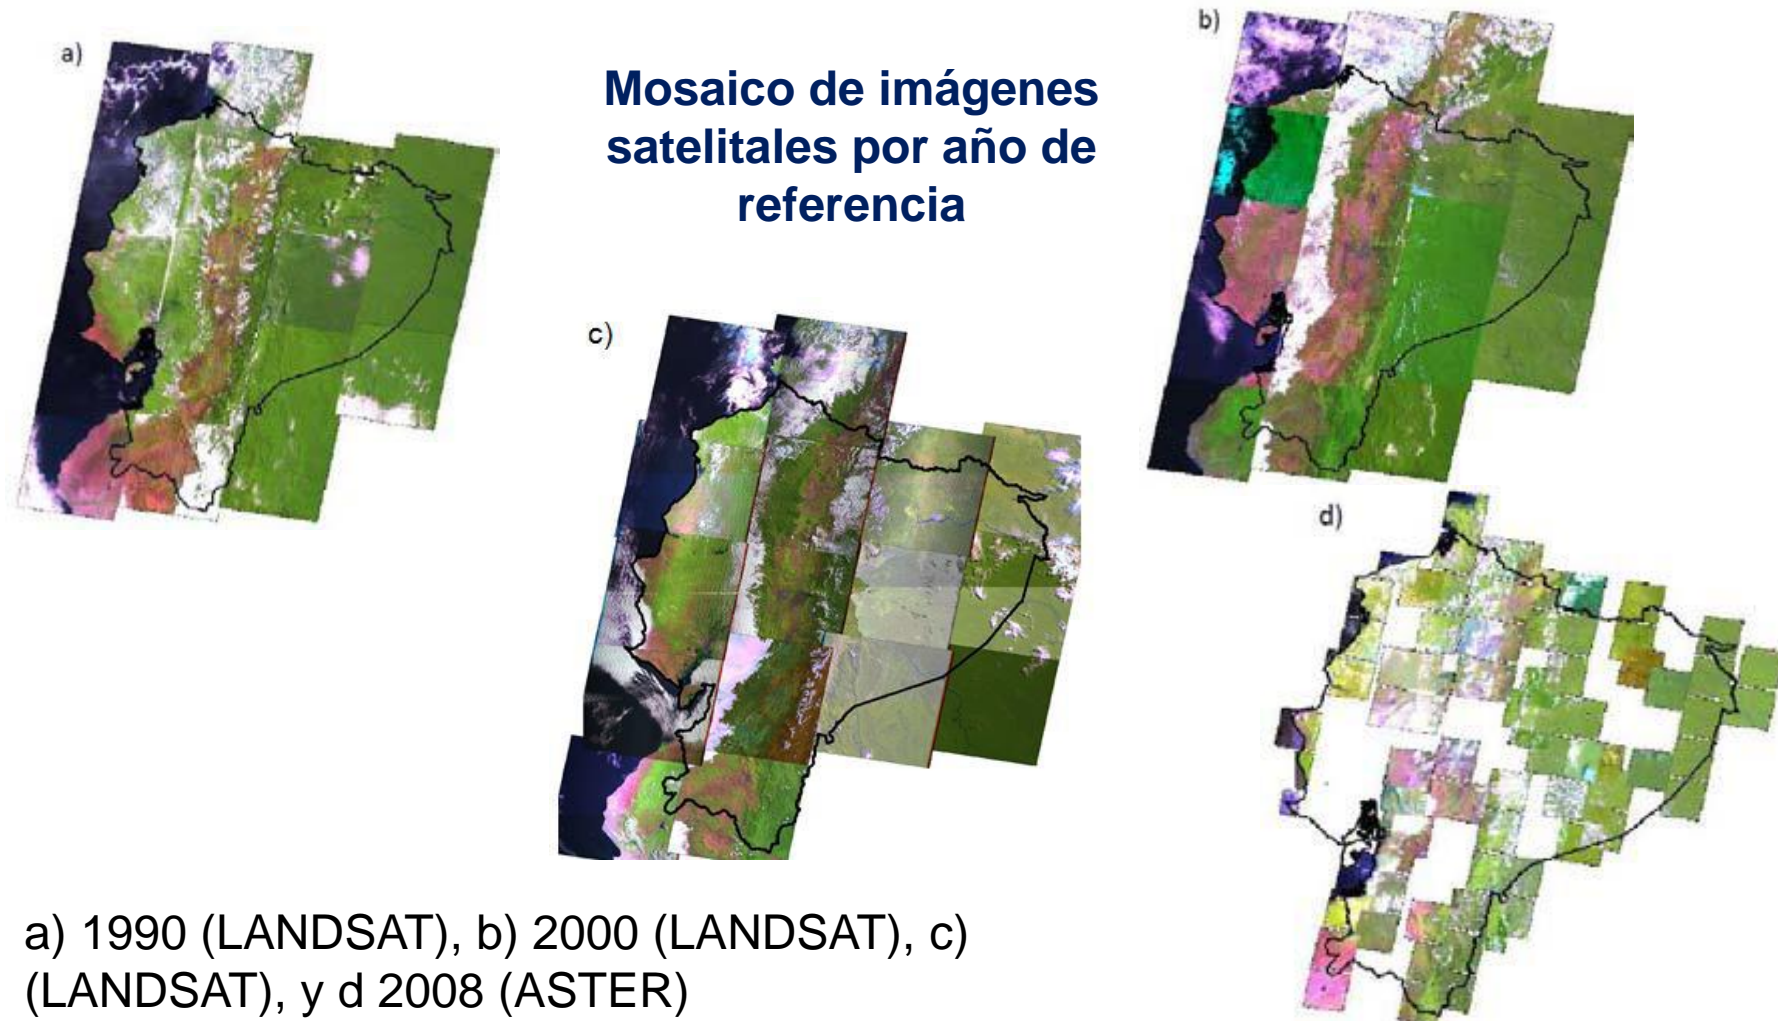 a)
Mosaico de imágenes
satelitales por año de
referencia
b)
c)
d)
a) 1990 (LANDSAT), b) 2000 (LANDSAT), c)
(LANDSAT), y d 2008 (ASTER)